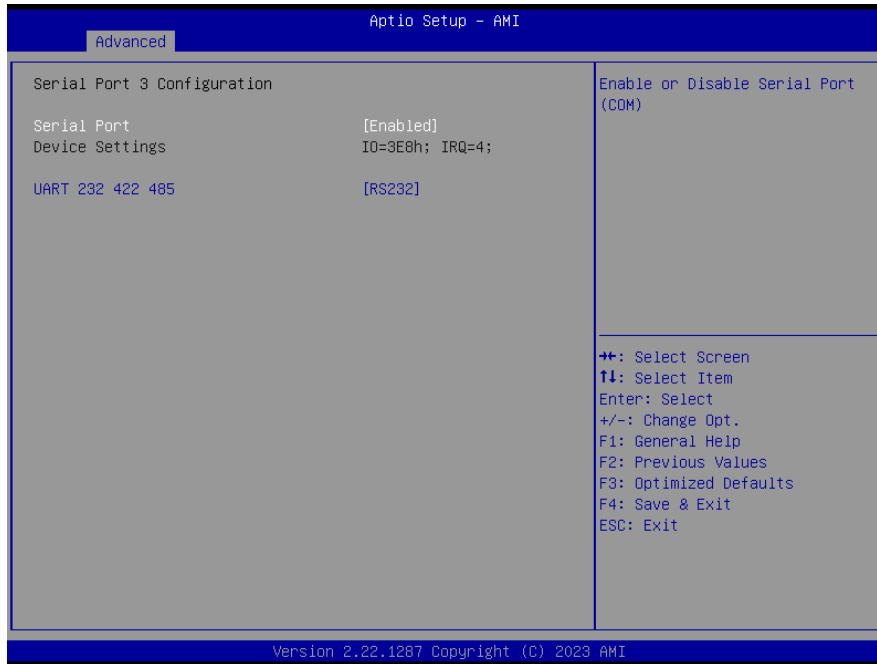 Aptio Setup – AMI
Advanced
Serial Port 3 Configuration
Serial Port [Enabled]
Device Settings IO=3E8h; IRQ=4;
UART 232 422 485 [RS232]
Enable or Disable Serial Port
(COM)
→←: Select Screen
↑↓: Select Item
Enter: Select
+/-: Change Opt.
F1: General Help
F2: Previous Values
F3: Optimized Defaults
F4: Save & Exit
ESC: Exit
Version 2.22.1287 Copyright (C) 2023 AMI